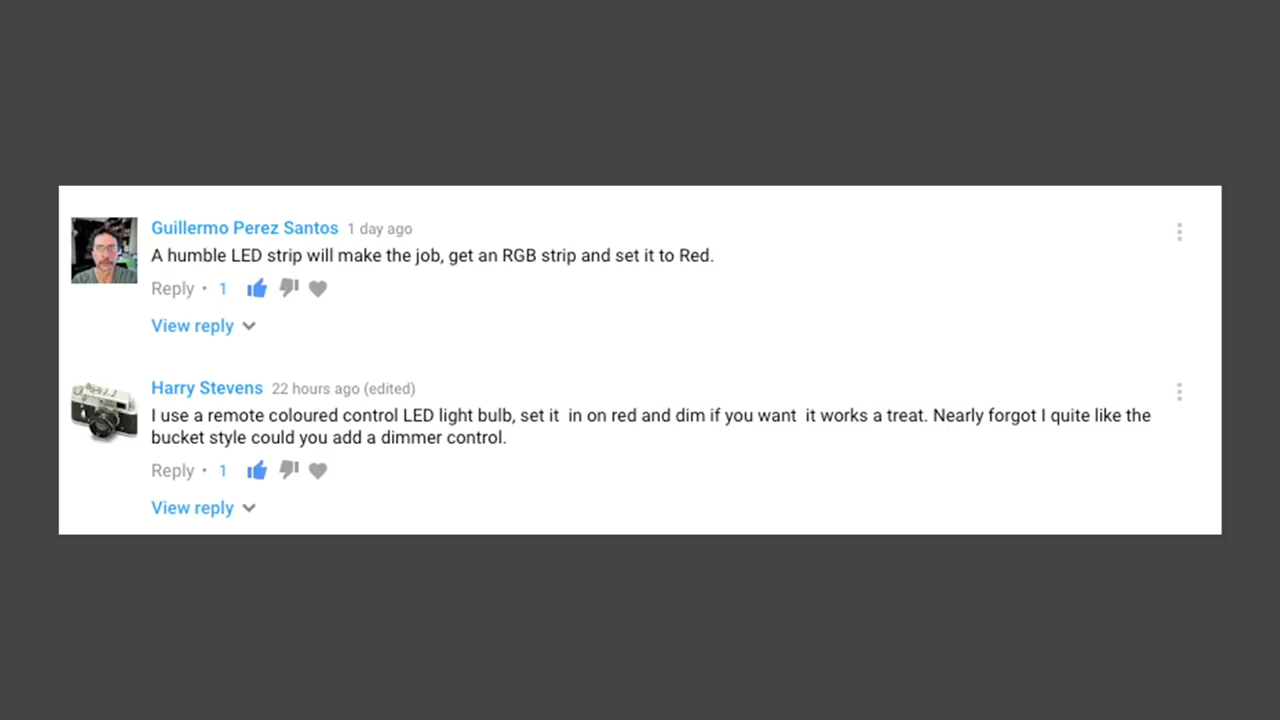 Guillermo Perez Santos 1 day ago
A humble LED strip will make the job, get an RGB strip and set it to Red.
Reply • 1
View reply
Harry Stevens 22 hours ago (edited)
I use a remote coloured control LED light bulb, set it  in on red and dim if you want  it works a treat. Nearly forgot I quite like the
bucket style could you add a dimmer control.
Reply • 1
View reply